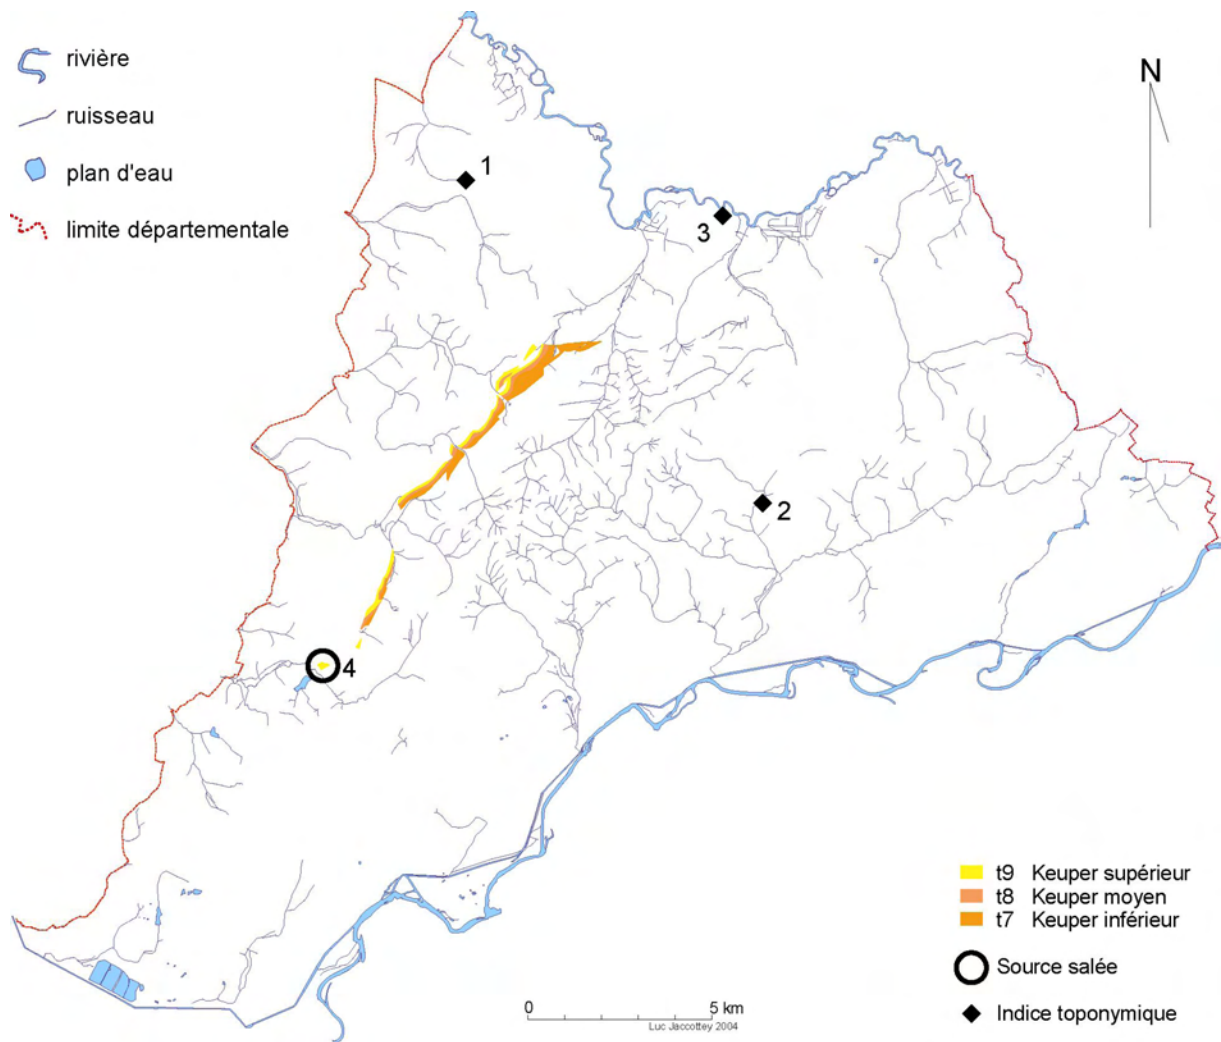 rivière
ruisseau
plan d'eau
limite départementale
N
1
3
2
4
t9 Keuper supérieur
t8 Keuper moyen
t7 Keuper inférieur
Source salée
Indice toponymique
0 5 km
Luc Jaccottey 2004